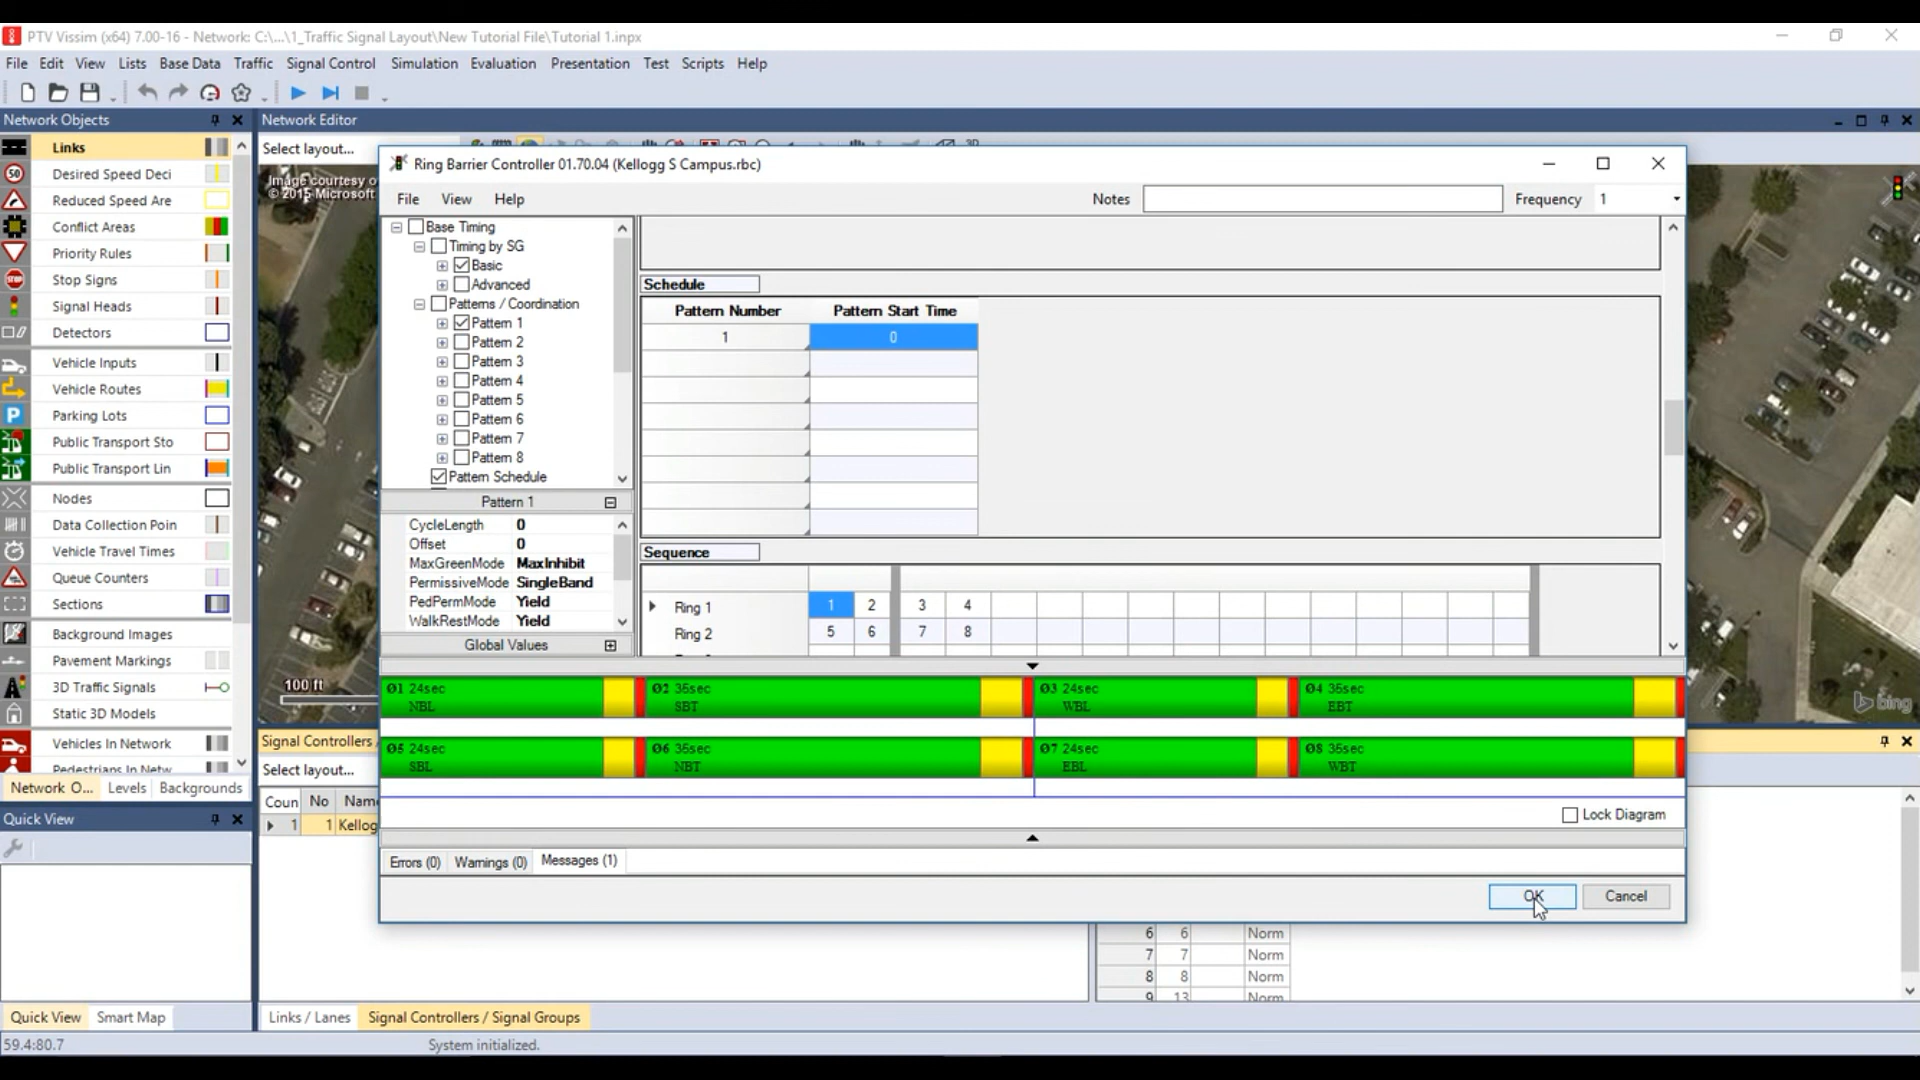 PTV Vissim (x64) 7.00-16 - Network: C:\...\1_Traffic Signal Layout\New Tutorial File\Tutorial 1.inpx
File Edit View Lists Base Data Traffic Signal Control Simulation Evaluation Presentation Test Scripts Help
Network Objects
Network Editor
Links
Select layout...
Desired Speed Deci
Reduced Speed Are
Conflict Areas
Priority Rules
Stop Signs
Signal Heads
Detectors
Vehicle Inputs
Vehicle Routes
Parking Lots
Public Transport Sto
Public Transport Lin
Nodes
Data Collection Poin
Vehicle Travel Times
Queue Counters
Sections
Background Images
Pavement Markings
3D Traffic Signals
Static 3D Models
Vehicles In Network
Pedestrians In Netw
Network O... Levels Backgrounds
Quick View
Quick View Smart Map
59.4:80.7
System initialized.
Image courtesy o
© 2015 Microsoft
100 ft
bing
Ring Barrier Controller 01.70.04 (Kellogg S Campus.rbc)
File View Help
Notes
Frequency 1
Base Timing
Timing by SG
Basic
Advanced
Patterns / Coordination
Pattern 1
Pattern 2
Pattern 3
Pattern 4
Pattern 5
Pattern 6
Pattern 7
Pattern 8
Pattern Schedule
Pattern 1
CycleLength 0
Offset 0
MaxGreenMode MaxInhibit
PermissiveMode SingleBand
PedPermMode Yield
WalkRestMode Yield
Global Values
Schedule
Pattern Number Pattern Start Time
1 0
Sequence
Ring 1 1 2 3 4
Ring 2 5 6 7 8
Ø1 24sec
NBL
Ø2 35sec
SBT
Ø3 24sec
WBL
Ø4 35sec
EBT
Ø5 24sec
SBL
Ø6 35sec
NBT
Ø7 24sec
EBL
Ø8 35sec
WBT
Lock Diagram
Errors (0) Warnings (0) Messages (1)
OK Cancel
Signal Controllers
Select layout...
Coun No Name
1 1 Kellog
6 6 Norm
7 7 Norm
8 8 Norm
9 13 Norm
Links / Lanes Signal Controllers / Signal Groups